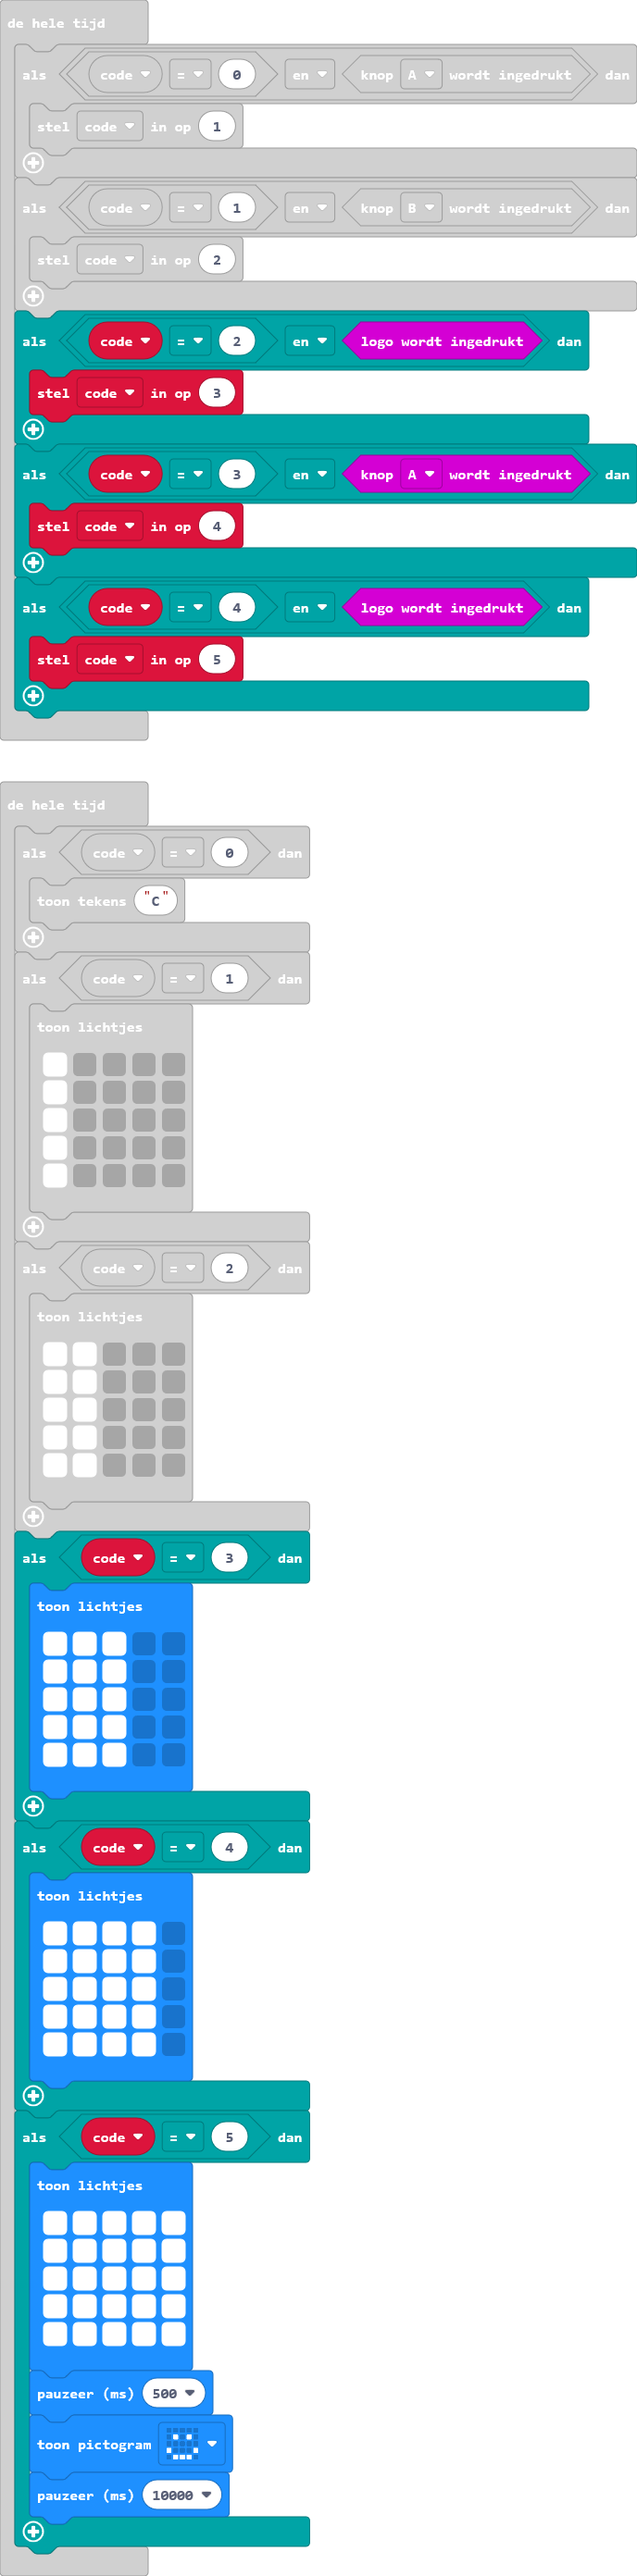 de hele tijd
als code = 0 en knop A wordt ingedrukt dan
stel code in op 1
als code = 1 en knop B wordt ingedrukt dan
stel code in op 2
als code = 2 en logo wordt ingedrukt dan
stel code in op 3
als code = 3 en knop A wordt ingedrukt dan
stel code in op 4
als code = 4 en logo wordt ingedrukt dan
stel code in op 5
de hele tijd
als code = 0 dan
toon tekens "C"
als code = 1 dan
toon lichtjes
als code = 2 dan
toon lichtjes
als code = 3 dan
toon lichtjes
als code = 4 dan
toon lichtjes
als code = 5 dan
toon lichtjes
pauzeer (ms) 500
toon pictogram
pauzeer (ms) 10000